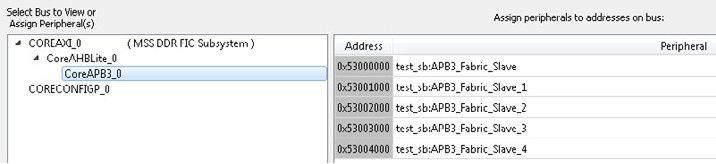 Select Bus to View or
Assign Peripheral(s)
Assign peripherals to addresses on bus:
COREAXI_0 ( MSS DDR FIC Subsystem )
CoreAHBLite_0
CoreAPB3_0
CORECONFIGP_0
Address Peripheral
0x53000000 test_sb:APB3_Fabric_Slave
0x53001000 test_sb:APB3_Fabric_Slave_1
0x53002000 test_sb:APB3_Fabric_Slave_2
0x53003000 test_sb:APB3_Fabric_Slave_3
0x53004000 test_sb:APB3_Fabric_Slave_4